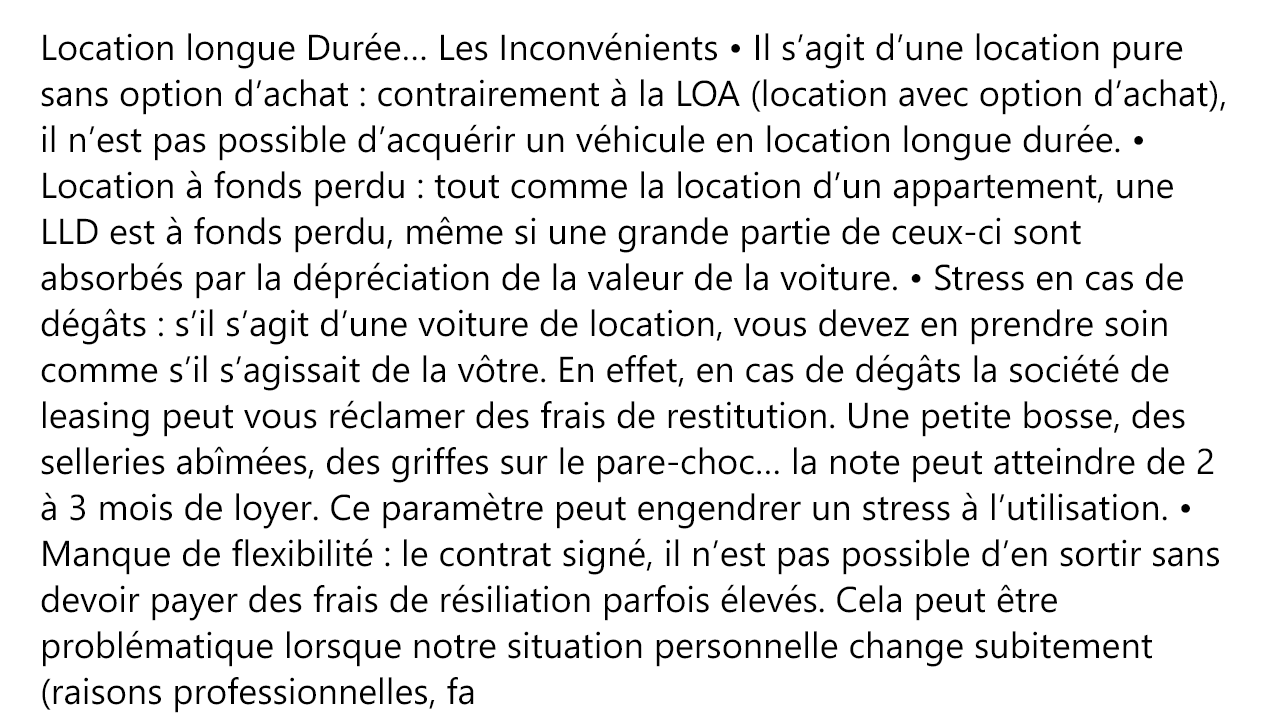 Location longue Durée... Les Inconvénients • Il s’agit d’une location pure
sans option d’achat : contrairement à la LOA (location avec option d’achat),
il n’est pas possible d’acquérir un véhicule en location longue durée. •
Location à fonds perdu : tout comme la location d’un appartement, une
LLD est à fonds perdu, même si une grande partie de ceux-ci sont
absorbés par la dépréciation de la valeur de la voiture. • Stress en cas de
dégâts : s’il s’agit d’une voiture de location, vous devez en prendre soin
comme s’il s’agissait de la vôtre. En effet, en cas de dégâts la société de
leasing peut vous réclamer des frais de restitution. Une petite bosse, des
selleries abîmées, des griffes sur le pare-choc... la note peut atteindre de 2
à 3 mois de loyer. Ce paramètre peut engendrer un stress à l’utilisation. •
Manque de flexibilité : le contrat signé, il n’est pas possible d’en sortir sans
devoir payer des frais de résiliation parfois élevés. Cela peut être
problématique lorsque notre situation personnelle change subitement
(raisons professionnelles, fa